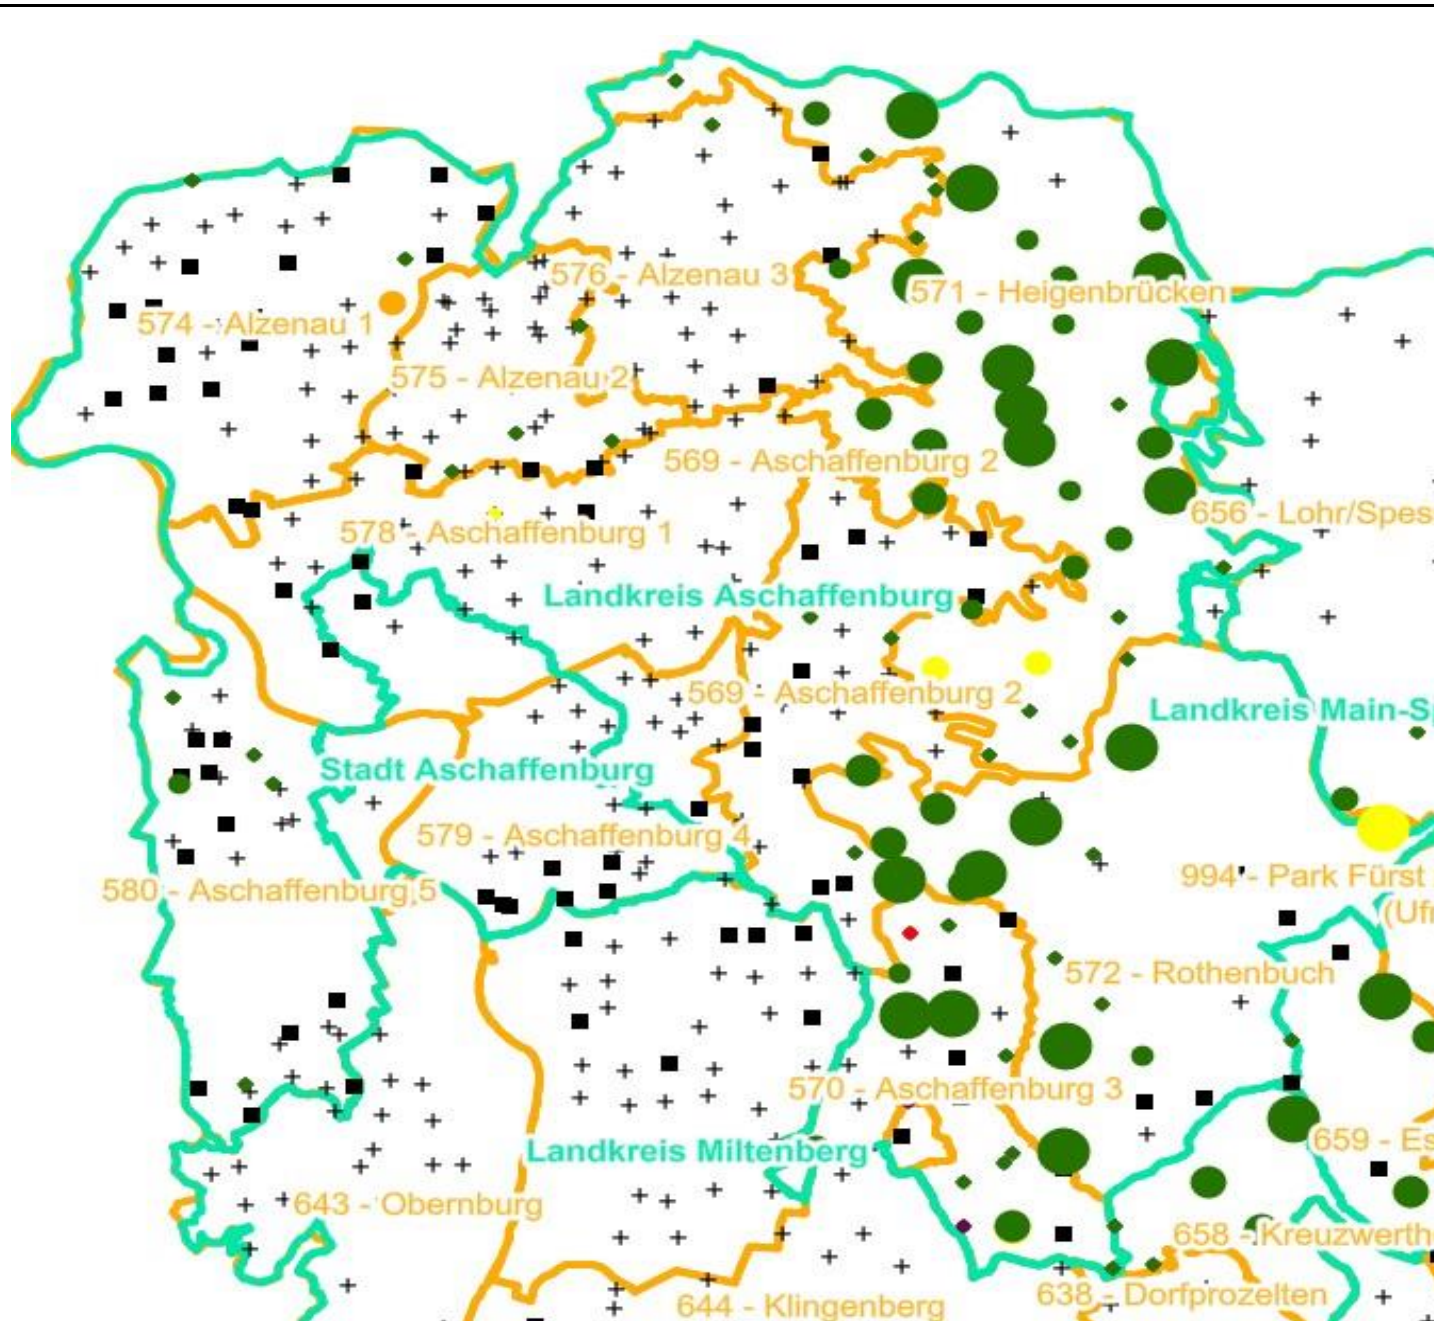 576 - Alzenau 3
571 - Heigenbrücken
574 - Alzenau 1
575 - Alzenau 2
569 - Aschaffenburg 2
656 - Lohr/Spes
578 - Aschaffenburg 1
Landkreis Aschaffenburg
569 - Aschaffenburg 2
Landkreis Main-Sp
Stadt Aschaffenburg
579 - Aschaffenburg 4
994 - Park Fürst
(Ufr
580 - Aschaffenburg 5
572 - Rothenbuch
570 - Aschaffenburg 3
659 - Es
Landkreis Miltenberg
643 - Obernburg
658 - Kreuzwerth
638 - Dorfprozelten
644 - Klingenberg